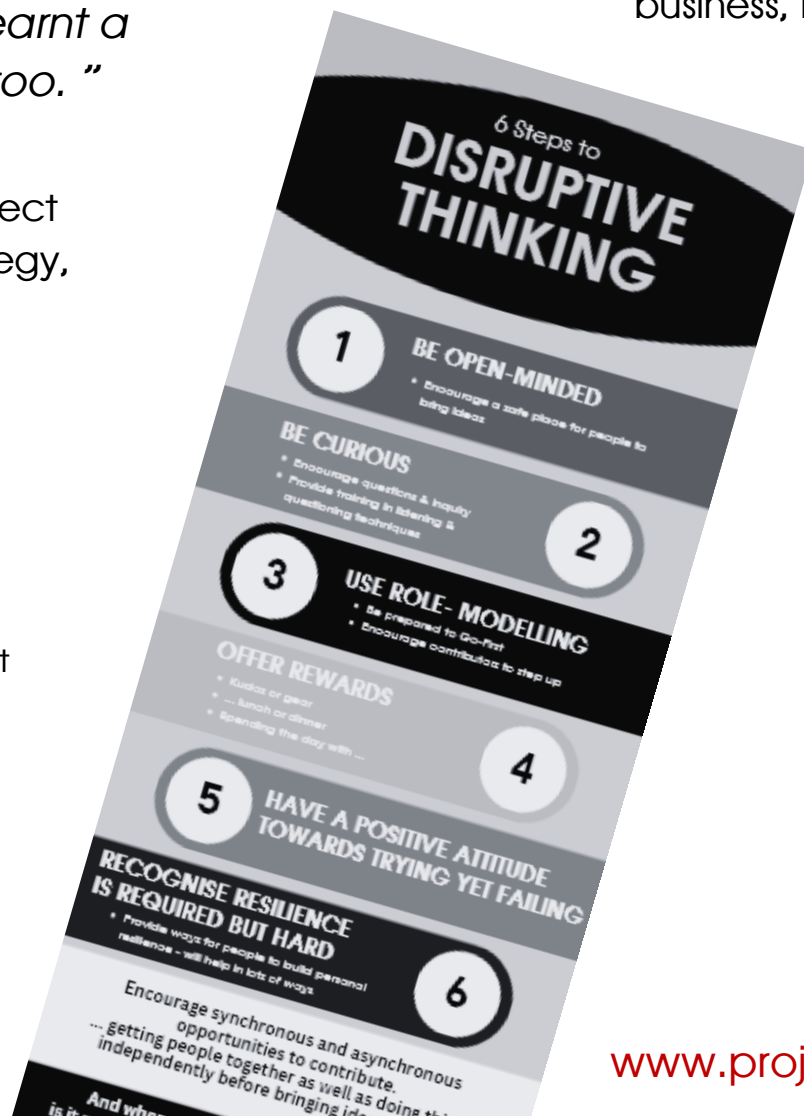 earnt a
too. ”
business,
ect
egy,
t
6 Steps to
DISRUPTIVE
THINKING
1
BE OPEN-MINDED
• Encourage a safe place for people to
bring ideas
BE CURIOUS
• Encourage questions & inquiry
• Provide training in listening &
questioning techniques
2
3
USE ROLE- MODELLING
• Be prepared to Go-First
• Encourage contributors to step up
OFFER REWARDS
• Kudos or gear
• ... lunch or dinner
• Spending the day with ...
4
5
HAVE A POSITIVE ATTITUDE
TOWARDS TRYING YET FAILING
RECOGNISE RESILIENCE
IS REQUIRED BUT HARD
• Provide ways for people to build personal
resilience - will help in lots of ways
6
Encourage synchronous and asynchronous
opportunities to contribute.
... getting people together as well as doing
independently before bringing
And
is it
www.proj